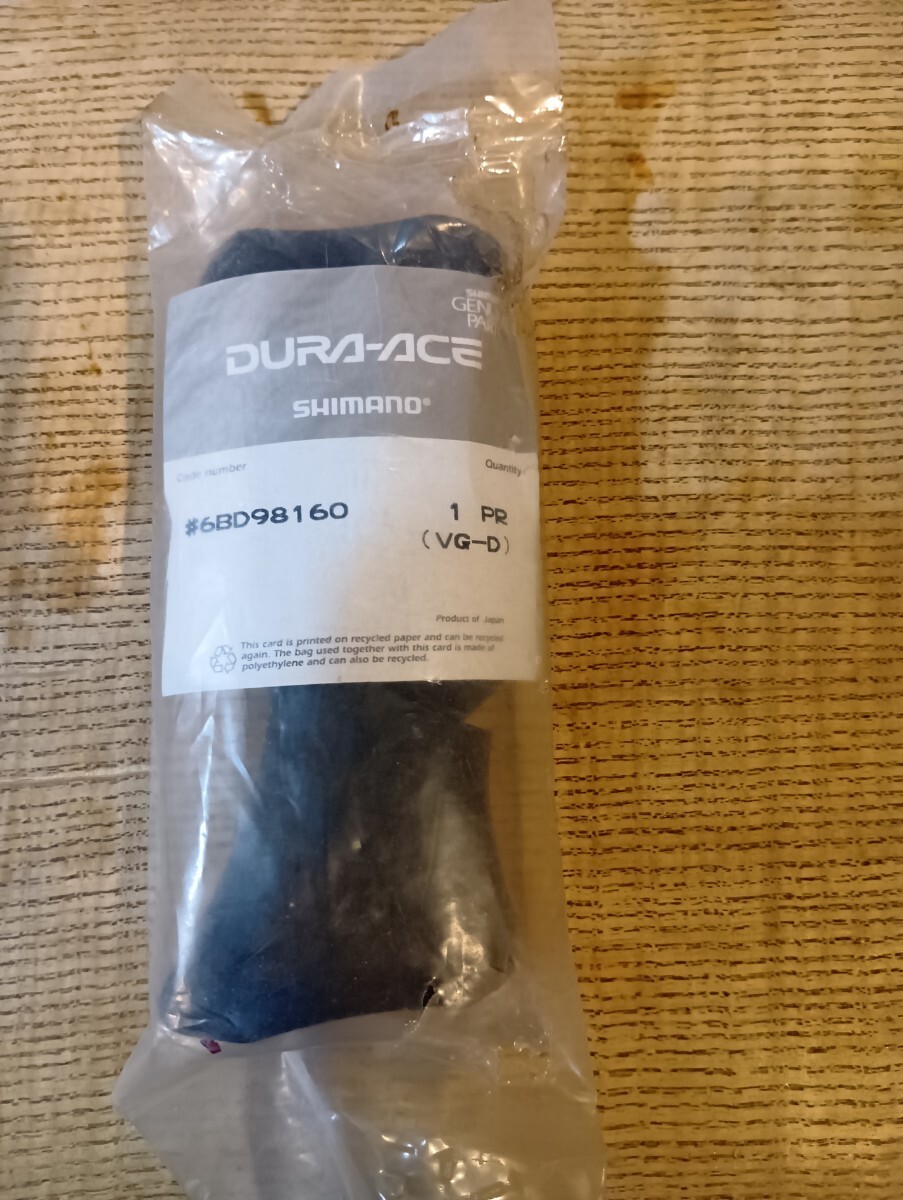 DURA-ACE
SHIMANO®
Code number Quantity
#6BD98160 1 PR
(VG-D)
Product of Japan
This card is printed on recycled paper and can be recycled
again. The bag used together with this card is made of
polyethylene and can also be recycled.